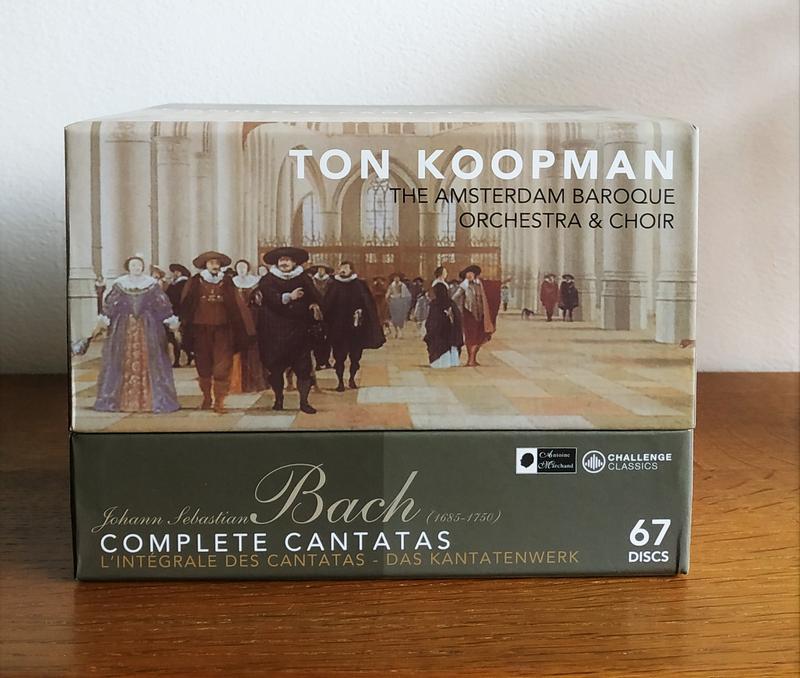 TON KOOPMAN
THE AMSTERDAM BAROQUE
ORCHESTRA & CHOIR
Antoine
Marchand
CHALLENGE
CLASSICS
Johann Sebastian Bach (1685-1750)
COMPLETE CANTATAS
L'INTÉGRALE DES CANTATAS - DAS KANTATENWERK
67
DISCS